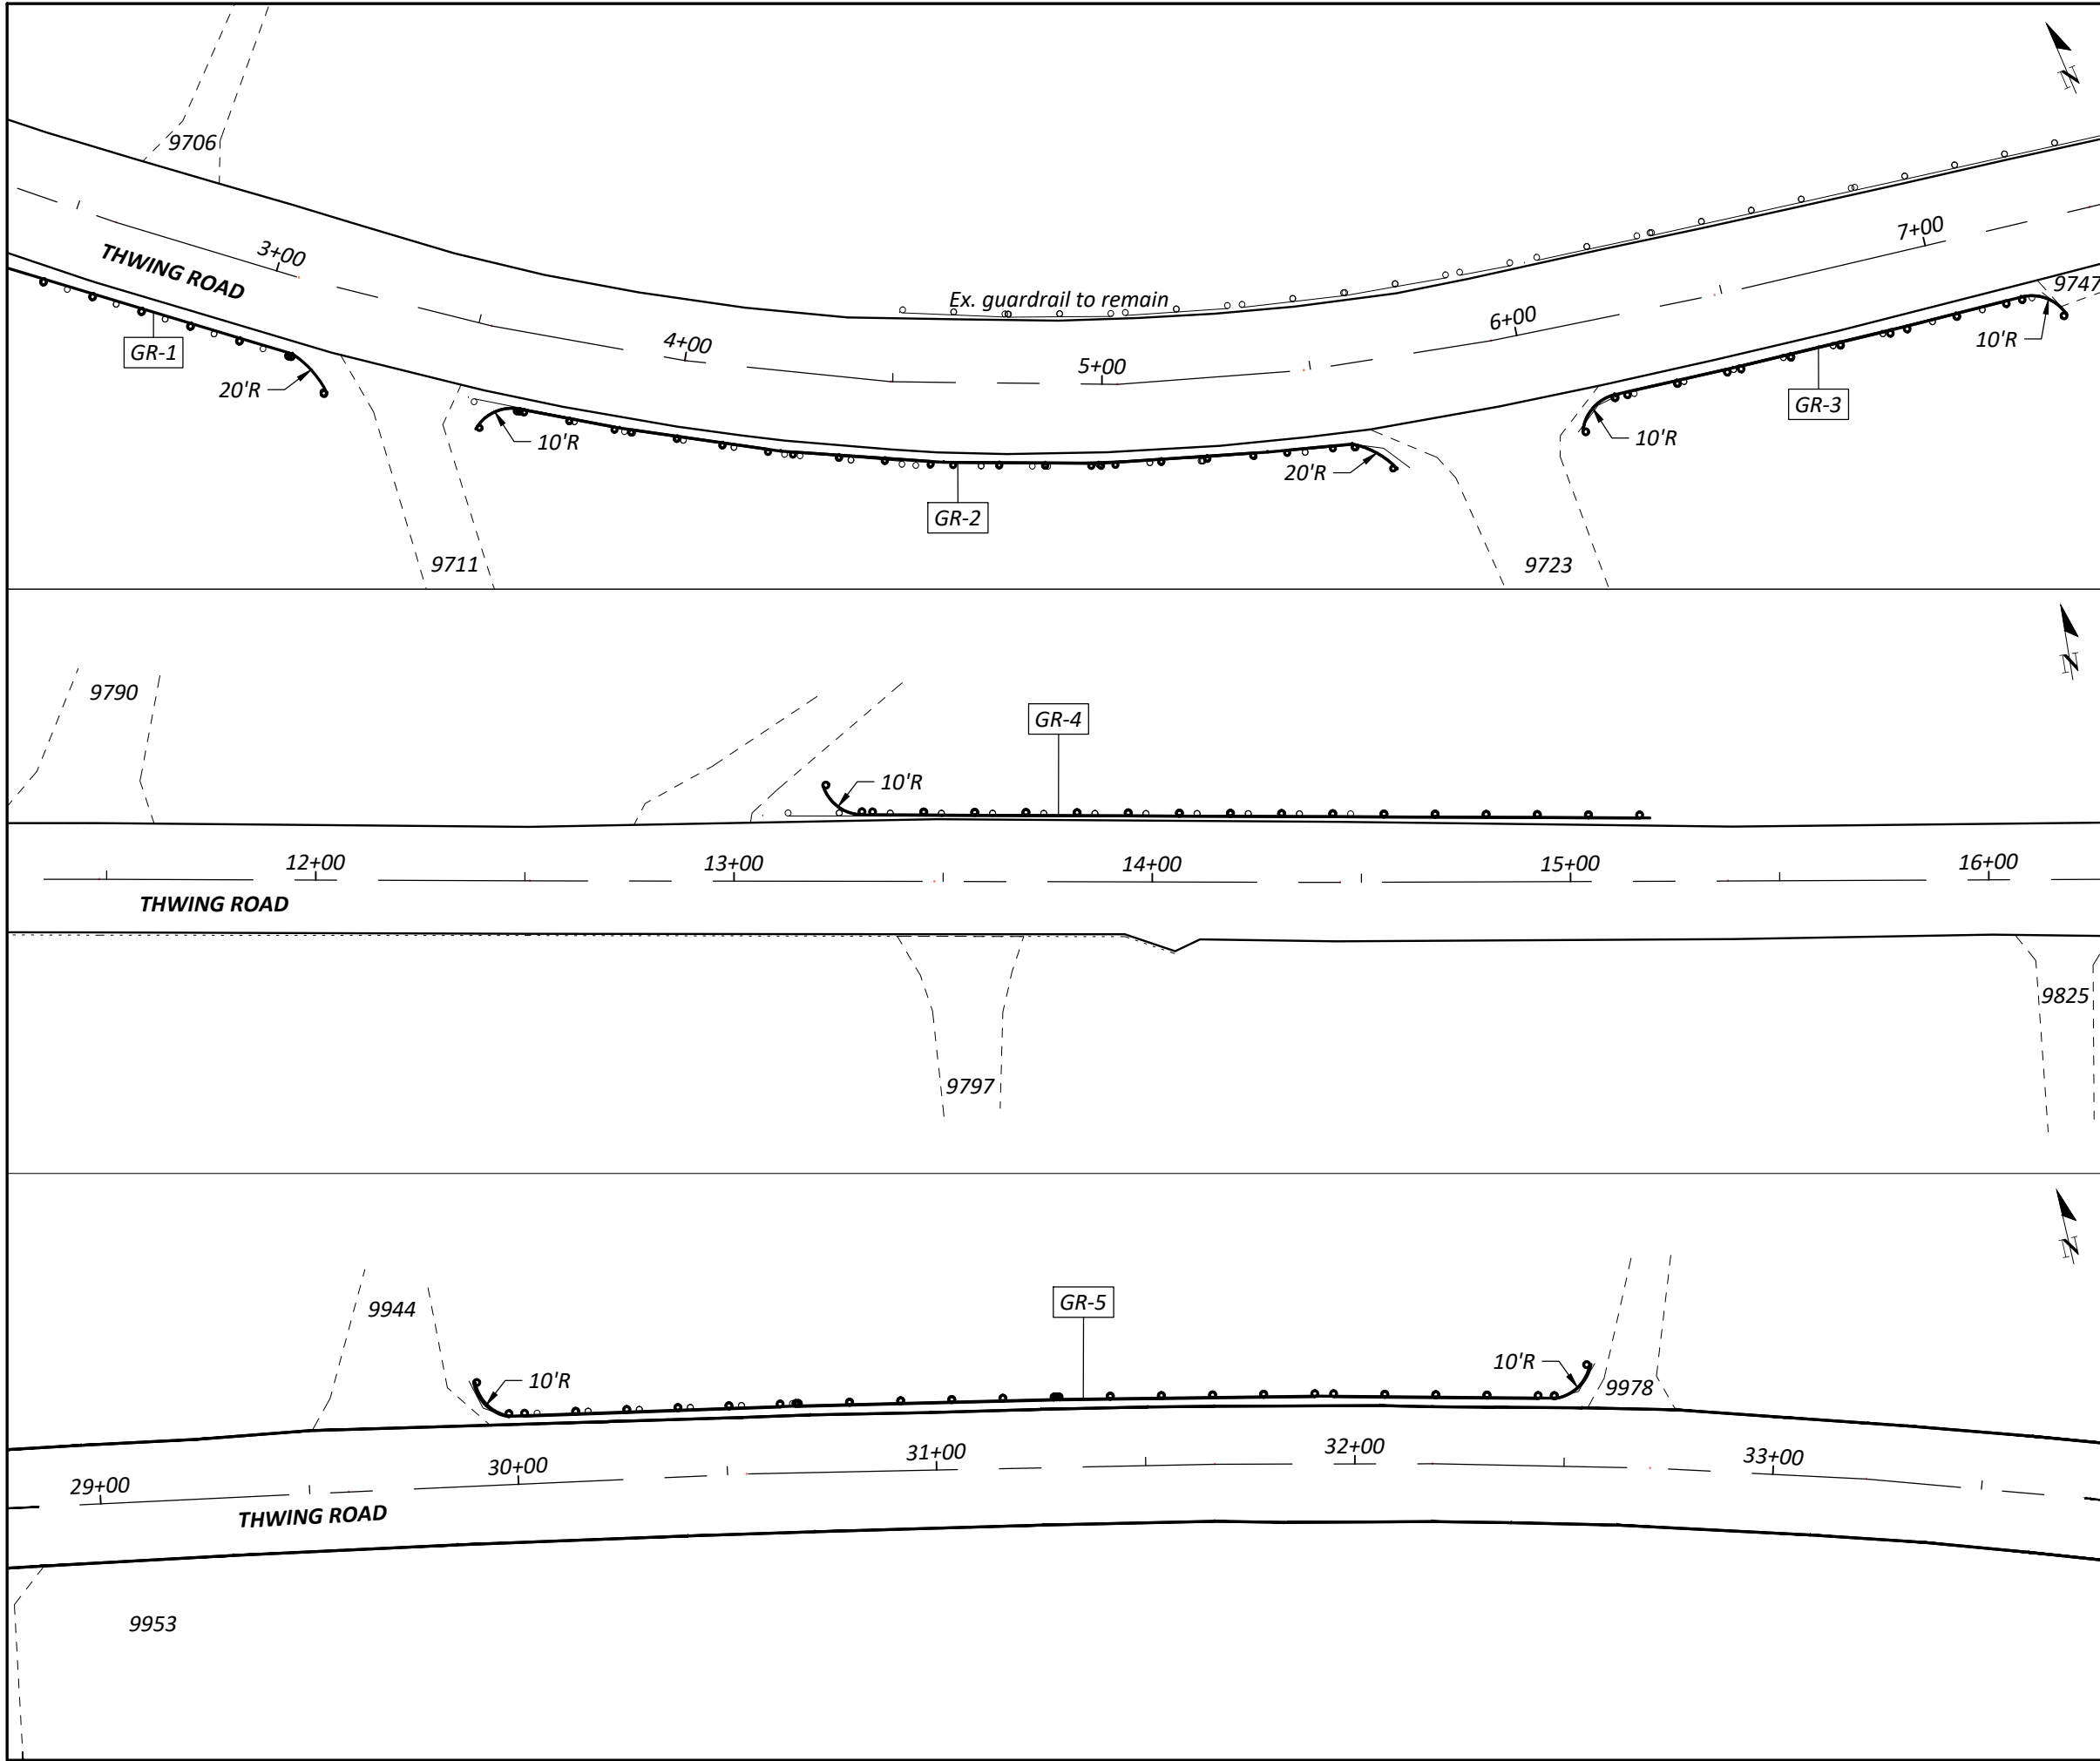 9706
N
3+00
THWING ROAD
7+00
9747
Ex. guardrail to remain
6+00
4+00
5+00
10'R
GR-1
20'R
GR-3
10'R
10'R
20'R
GR-2
9711
9723
N
9790
GR-4
10'R
12+00
13+00
14+00
15+00
16+00
THWING ROAD
9825
9797
N
9944
GR-5
10'R
10'R
9978
31+00
32+00
33+00
30+00
29+00
THWING ROAD
9953